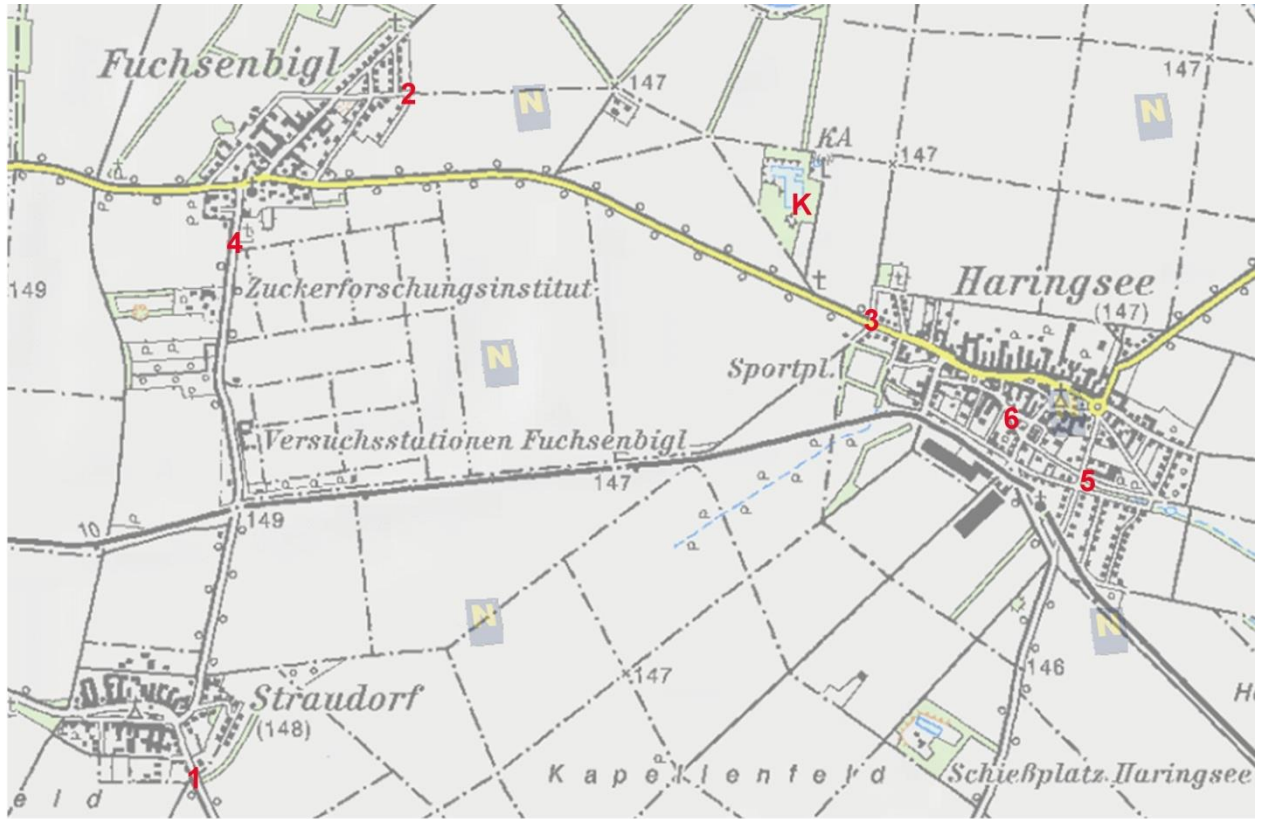 Fuchsenbigl
2
N
147
147
N
KA
147
K
4
149
Zuckerforschungsinstitut
Haringsee
(147)
3
N
Sportpl.
6
Versuchsstationen Fuchsenbigl
147
5
10
149
N
N
147
146
Straudorf
(148)
1
Kapellenfeld
Schießplatz Haringsee
eld